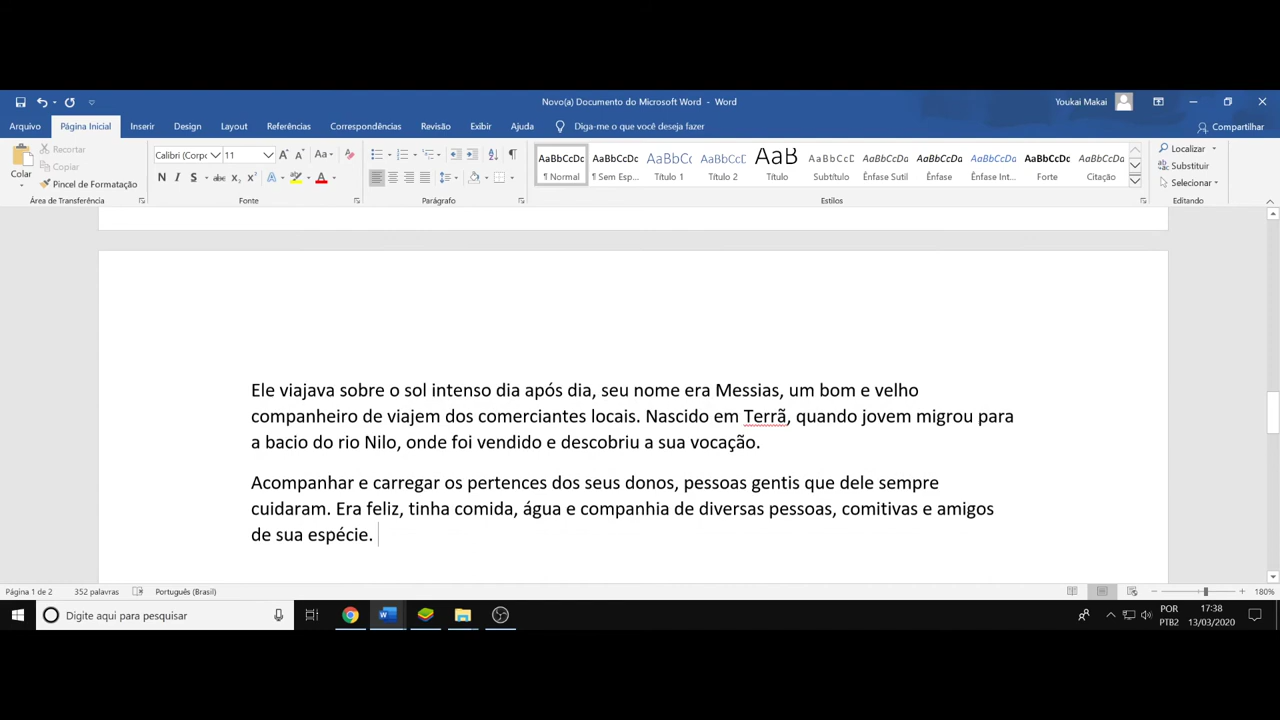 Novo(a) Documento do Microsoft Word - Word
Youkai Makai
Arquivo Página Inicial Inserir Design Layout Referências Correspondências Revisão Exibir Ajuda Diga-me o que você deseja fazer Compartilhar
Recortar
Copiar
Pincel de Formatação
Colar
Calibri (Corpo 11
AaBbCcDc AaBbCcDc AaBbCc AaBbCcD AaB AaBbCcD AaBbCcDc AaBbCcDc AaBbCcDc AaBbCcDc AaBbCcDc
¶ Normal ¶ Sem Esp... Título 1 Título 2 Título Subtítulo Ênfase Sutil Ênfase Ênfase Int... Forte Citação
Localizar
Substituir
Selecionar
Área de Transferência Fonte Parágrafo Estilos Editando
Ele viajava sobre o sol intenso dia após dia, seu nome era Messias, um bom e velho
companheiro de viajem dos comerciantes locais. Nascido em Terrã, quando jovem migrou para
a bacio do rio Nilo, onde foi vendido e descobriu a sua vocação.
Acompanhar e carregar os pertences dos seus donos, pessoas gentis que dele sempre
cuidaram. Era feliz, tinha comida, água e companhia de diversas pessoas, comitivas e amigos
de sua espécie.
Página 1 de 2 352 palavras Português (Brasil) 180%
Digite aqui para pesquisar
POR
PTB2
17:38
13/03/2020